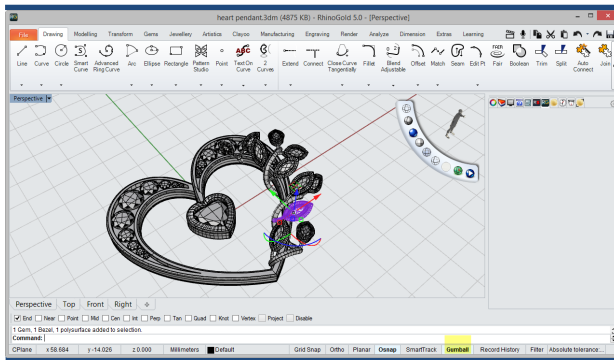 heart pendant.3dm (4875 KB) - RhinoGold 5.0 - [Perspective]
File Drawing Modelling Transform Gems Jewellery Artistics Clayoo Manufacturing Engraving Render Analyze Dimension Extras Learning
Line Curve Circle Smart Curve Advanced Ring Curve Arc Ellipse Rectangle Pattern Studio Point Text On Curve 2 Curves Extend Connect Close Curve Tangentially Fillet Blend Adjustable Offset Match Seam Edit Pt Fair Boolean Trim Split Auto Connect Join
Perspective
Perspective Top Front Right
End Near Point Mid Cen Int Perp Tan Quad Knot Vertex Project Disable
1 Gem, 1 Bezel, 1 polysurface added to selection.
Command:
CPlane x 58.684 y -14.026 z 0.000 Millimeters Default Grid Snap Ortho Planar Osnap SmartTrack Gemball Record History Filter Absolute tolerance:...